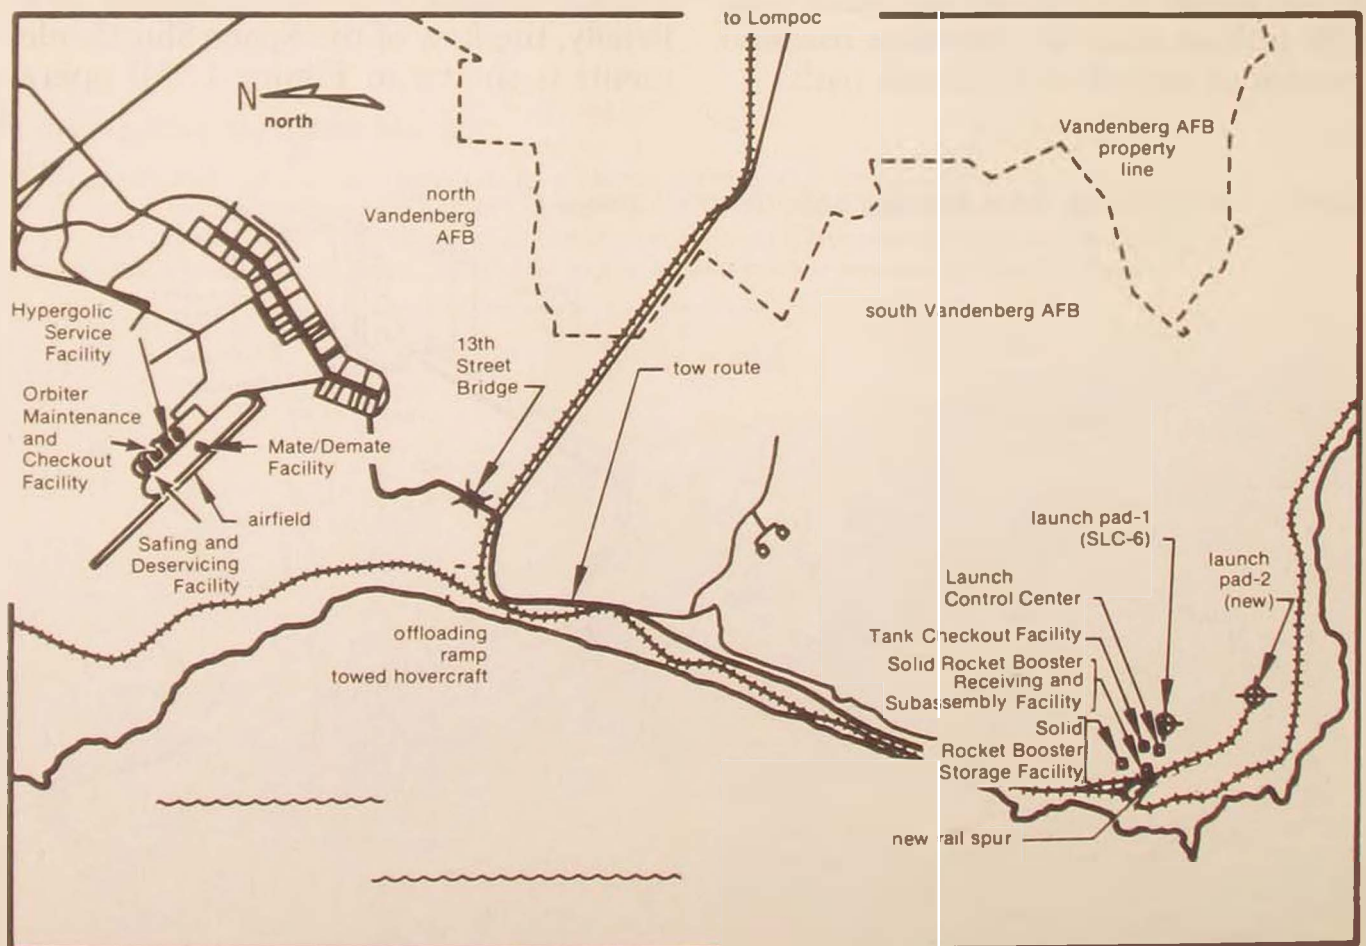 to Lompoc
N
north
Vandenberg AFB
property
line
north
Vandenberg
AFB
south Vandenberg AFB
Hypergolic
Service
Facility
13th
Street
Bridge
tow route
Orbiter
Maintenance
and
Checkout
Facility
Mate/Demate
Facility
airfield
Safing and
Deservicing
Facility
offloading
ramp
towed hovercraft
launch pad-1
(SLC-6)
launch
pad-2
(new)
Launch
Control Center
Tank Checkout Facility
Solid Rocket Booster
Receiving and
Subassembly Facility
Solid
Rocket Booster
Storage Facility
new rail spur